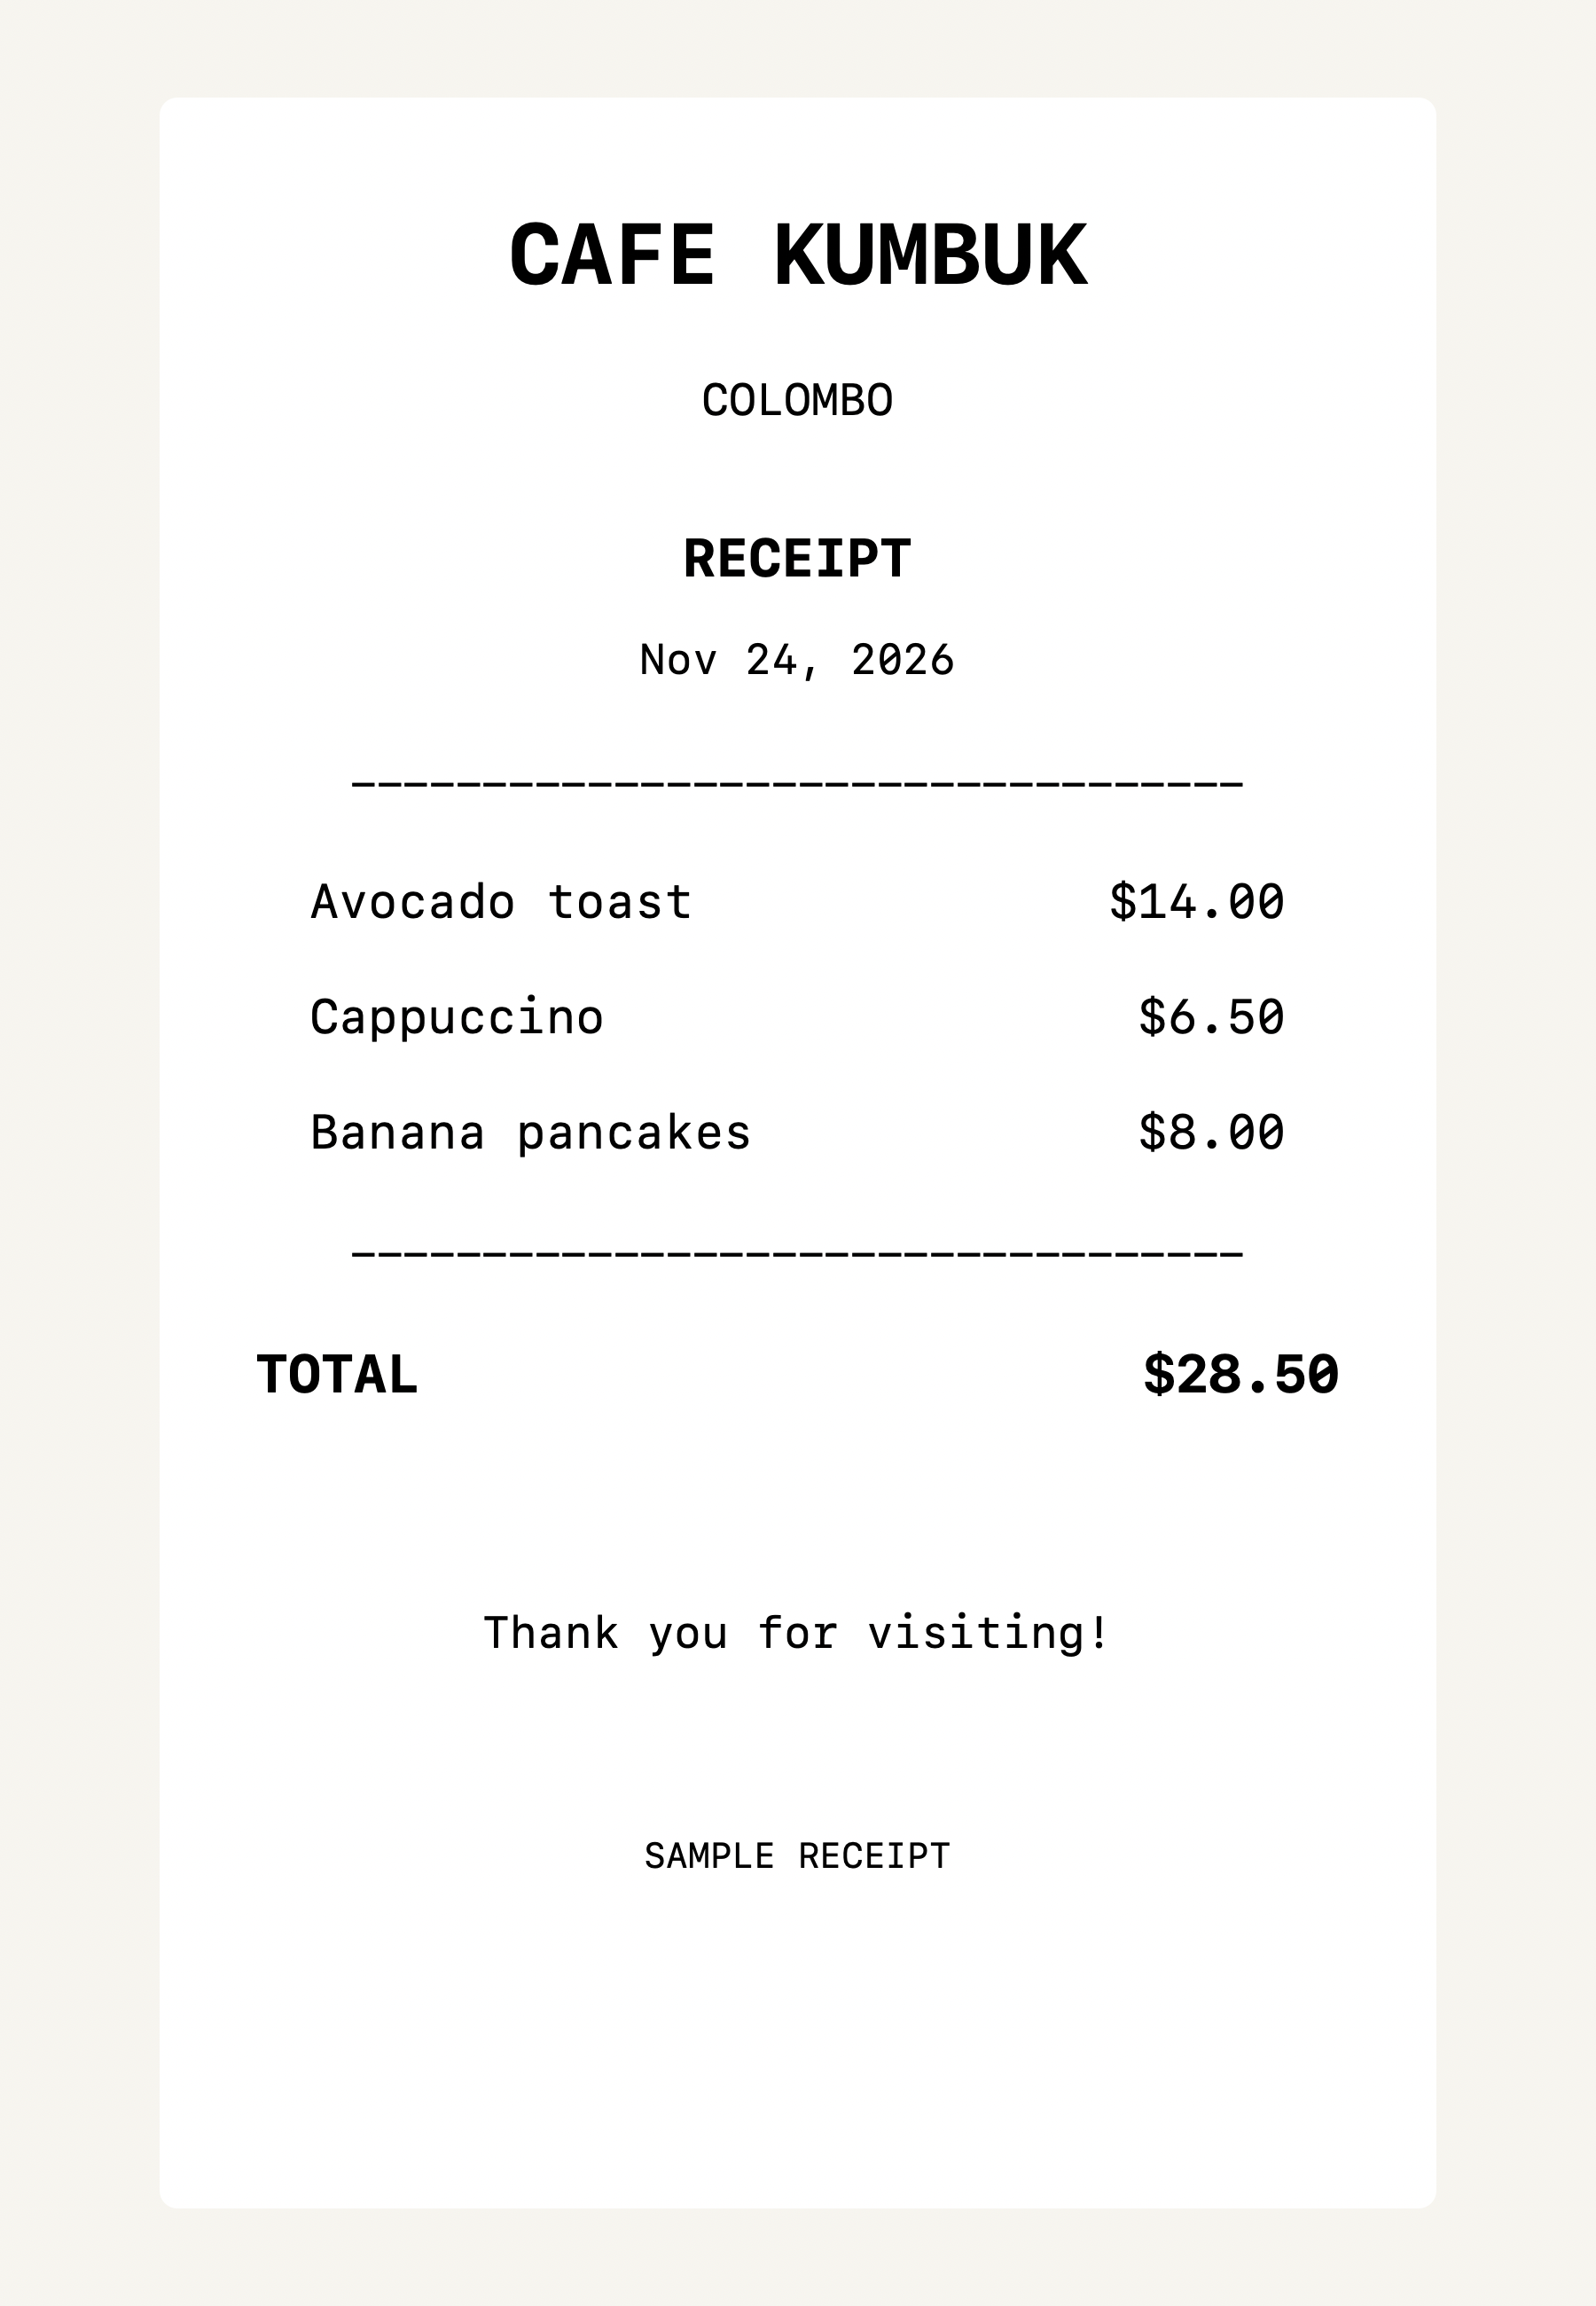 CAFE KUMBUK
COLOMBO
RECEIPT
Nov 24, 2026
----------------------------------
Avocado toast $14.00
Cappuccino $6.50
Banana pancakes $8.00
----------------------------------
TOTAL $28.50
Thank you for visiting!
SAMPLE RECEIPT